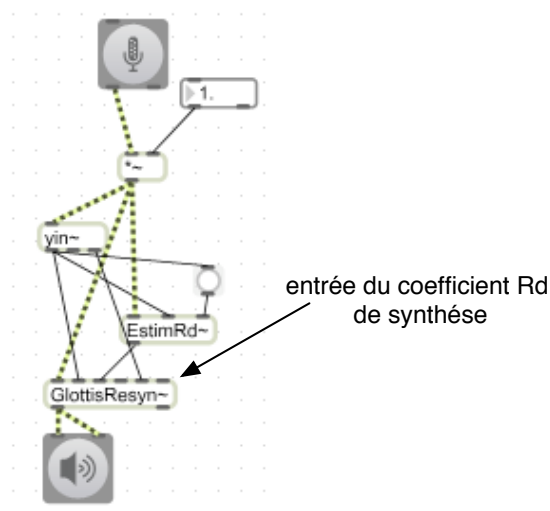 1.
*~
yin~
entrée du coefficient Rd
de synthése
EstimRd~
GlottisResyn~